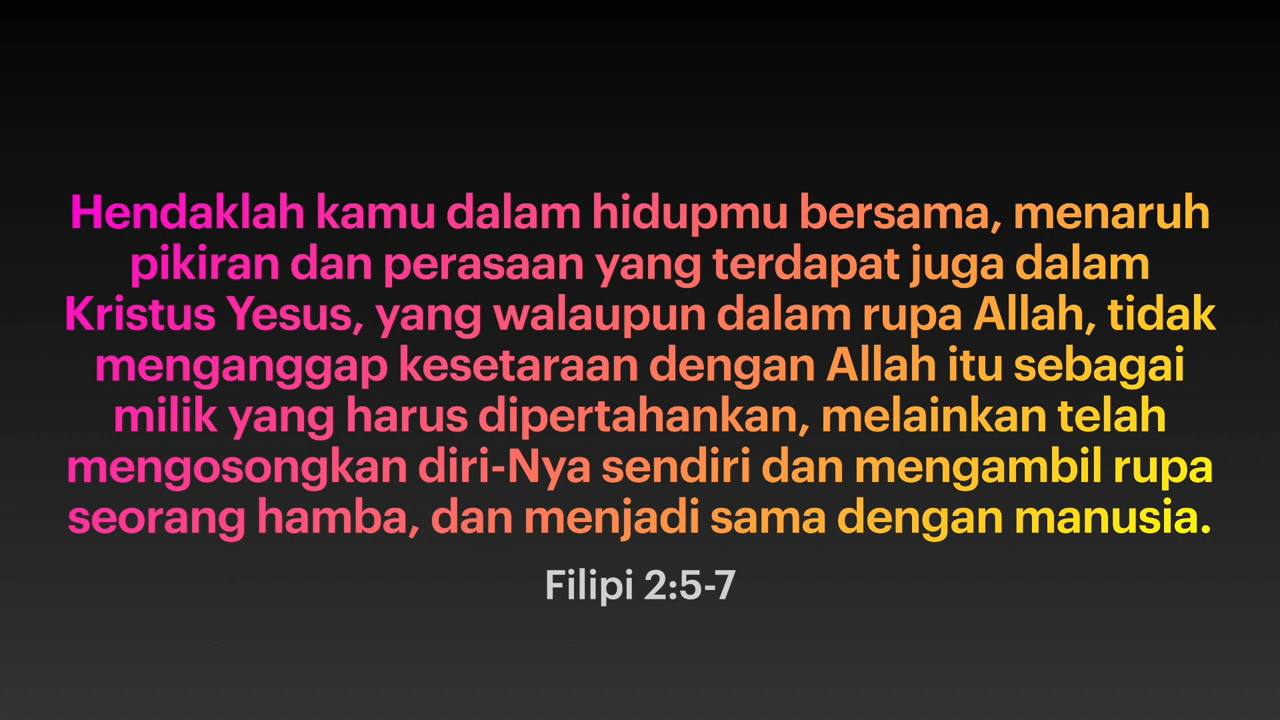 Hendaklah kamu dalam hidupmu bersama, menaruh
pikiran dan perasaan yang terdapat juga dalam
Kristus Yesus, yang walaupun dalam rupa Allah, tidak
menganggap kesetaraan dengan Allah itu sebagai
milik yang harus dipertahankan, melainkan telah
mengosongkan diri-Nya sendiri dan mengambil rupa
seorang hamba, dan menjadi sama dengan manusia.
Filipi 2:5-7